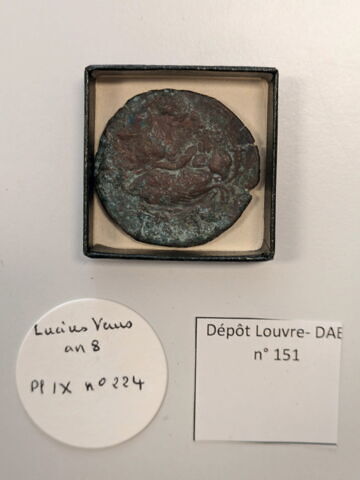 Lucius Verus
an 8
Pl IX n° 224
Dépôt Louvre- DAE
n° 151